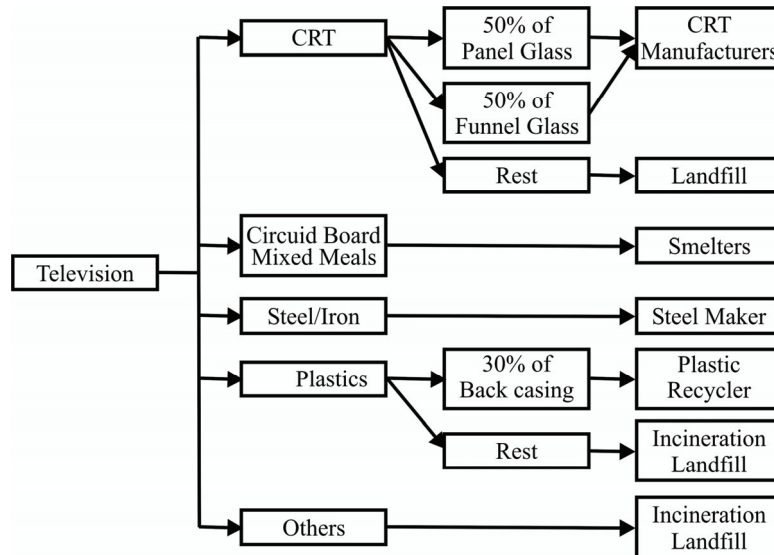 CRT
50% of
Panel Glass
CRT
Manufacturers
50% of
Funnel Glass
Rest
Landfill
Circuid Board
Mixed Meals
Smelters
Television
Steel/Iron
Steel Maker
Plastics
30% of
Back casing
Plastic
Recycler
Rest
Incineration
Landfill
Others
Incineration
Landfill